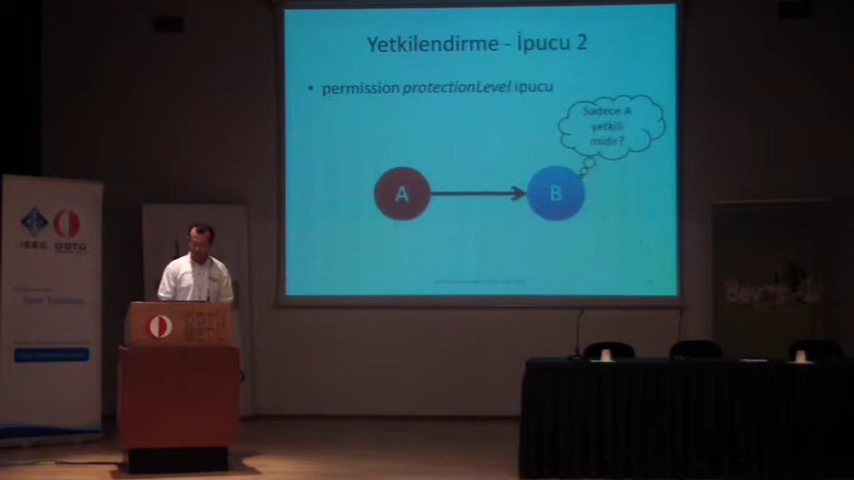 Yetkilendirme - İpucu 2
• permission protectionLevel ipucu
Sadece A
yetkili
midir?
A
B
IEEE
ODTÜ